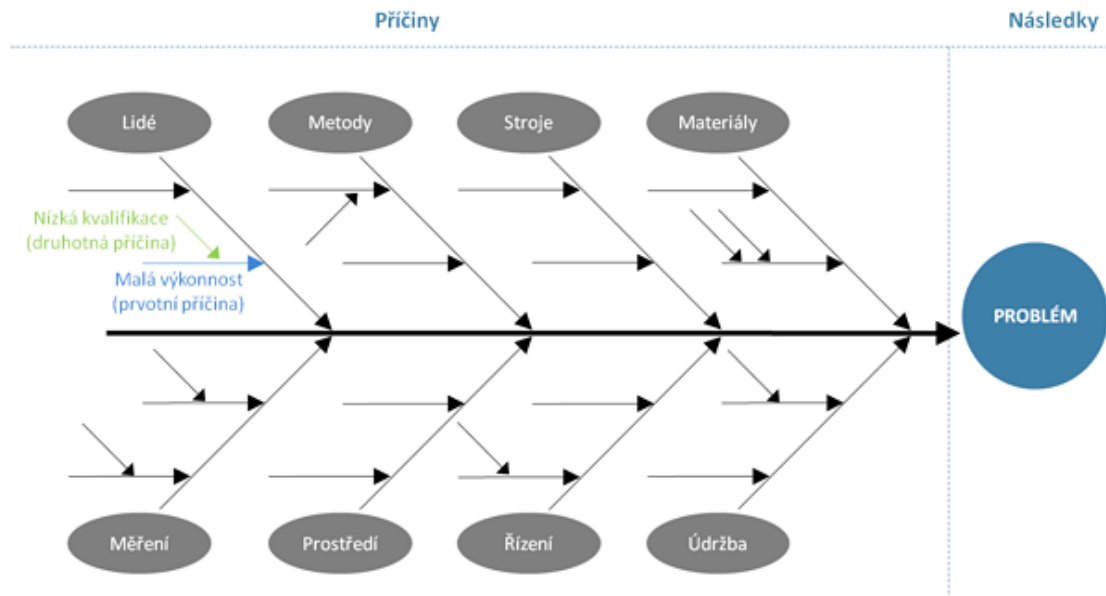 Příčiny
Následky
Lidé
Metody
Stroje
Materiály
Nízká kvalifikace
(druhotná příčina)
Malá výkonnost
(prvotní příčina)
PROBLÉM
Měření
Prostředí
Řízení
Údržba